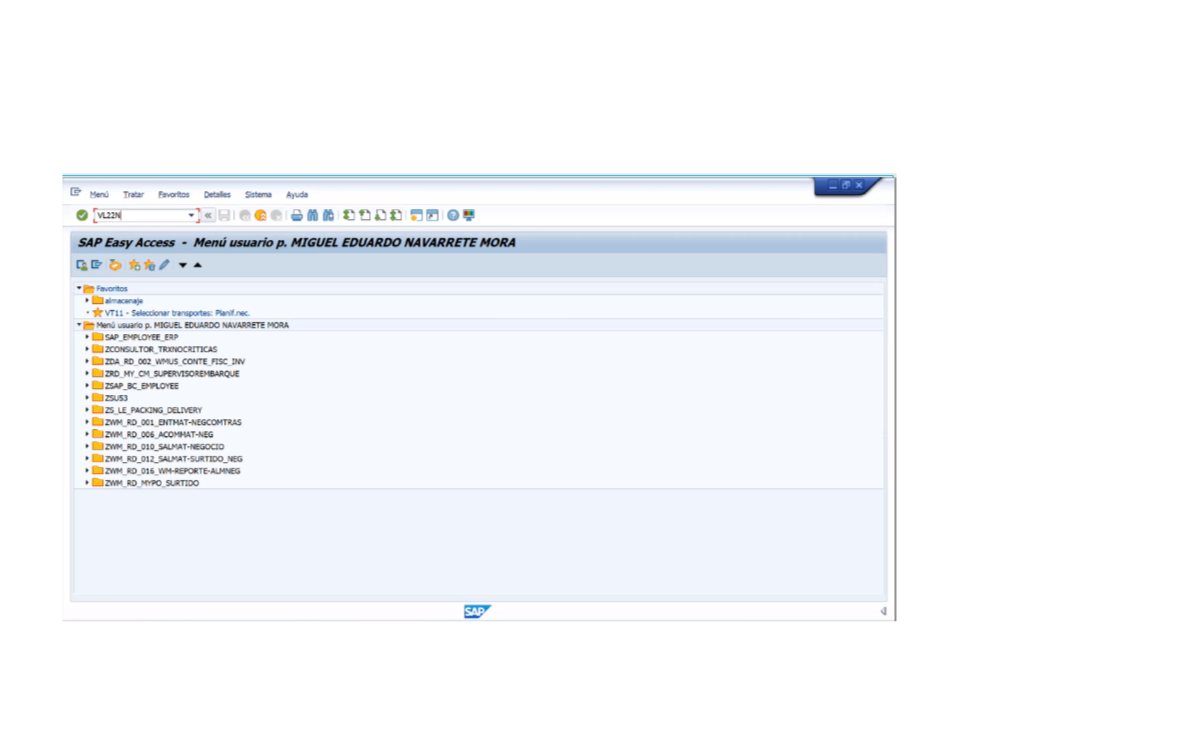 Menú Tratar Favoritos Detalles Sistema Ayuda
VL22N
SAP Easy Access - Menú usuario p. MIGUEL EDUARDO NAVARRETE MORA
Favoritos
almacenaje
VT11 - Seleccionar transportes: Planif.nec.
Menú usuario p. MIGUEL EDUARDO NAVARRETE MORA
SAP_EMPLOYEE_ERP
ZCONSULTOR_TRXNOCRITICAS
ZDA_RD_002_WMUS_CONTE_FISC_INV
ZRD_MY_CM_SUPERVISOREMBARQUE
ZSAP_BC_EMPLOYEE
ZSU53
ZS_LE_PACKING_DELIVERY
ZWM_RD_001_ENTMAT-NEGCOMTRAS
ZWM_RD_006_ACOMMAT-NEG
ZWM_RD_010_SALMAT-NEGOCIO
ZWM_RD_012_SALMAT-SURTIDO_NEG
ZWM_RD_016_WM-REPORTE-ALMNEG
ZWM_RD_MYPO_SURTIDO
SAP